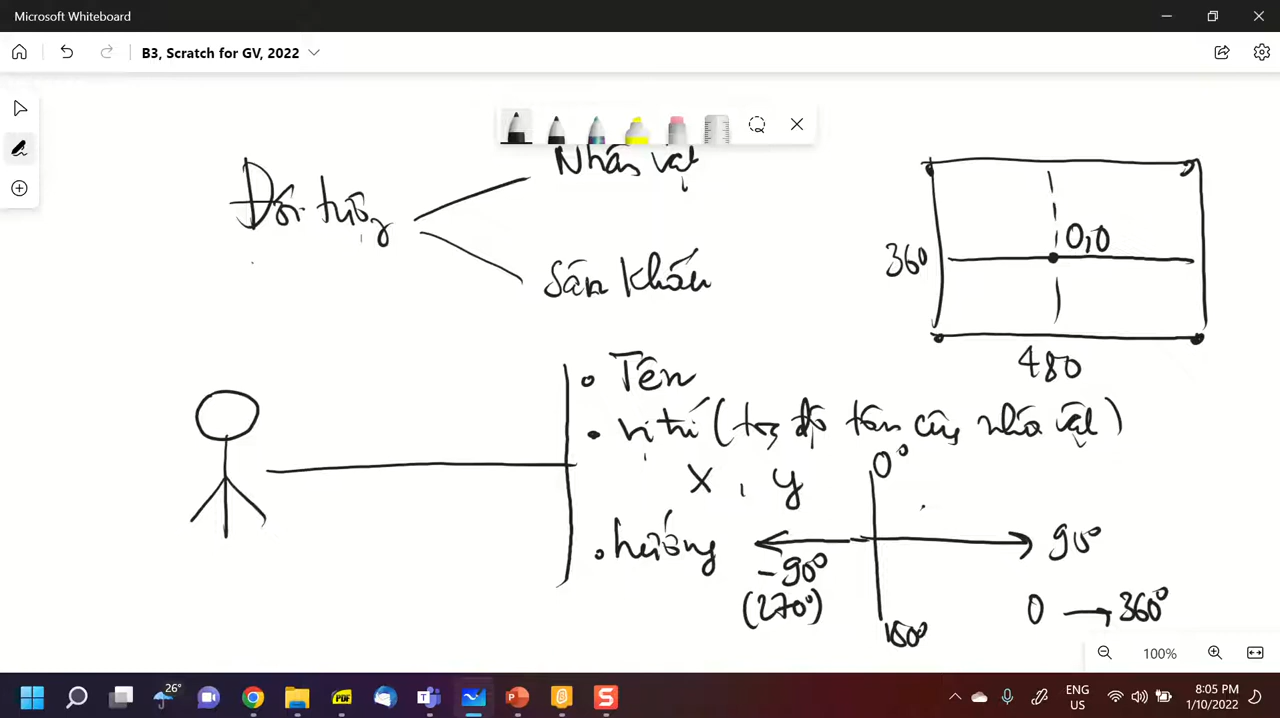 Microsoft Whiteboard
B3, Scratch for GV, 2022
Nhân vật
Đối tượng
Sân khấu
0,0
360
480
• Tên
• vị trí (toạ độ tâm của nhân vật)
X, y
0°
• hướng
90°
-90°
(270°)
180°
0 → 360°
100%
26°
ENG
US
8:05 PM
1/10/2022